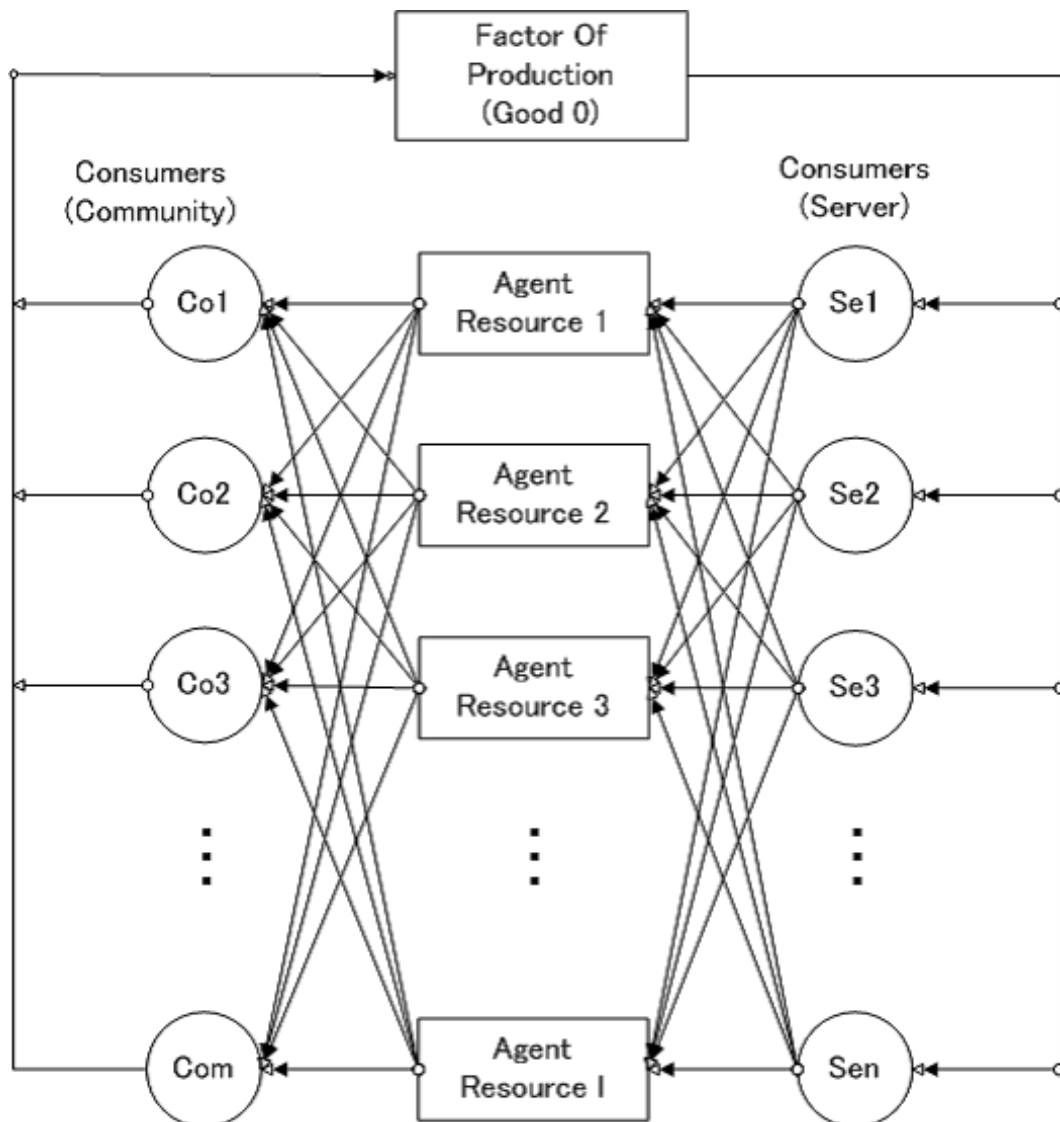 Factor Of
Production
(Good 0)
Consumers
(Community)
Consumers
(Server)
Co1
Agent
Resource 1
Se1
Co2
Agent
Resource 2
Se2
Co3
Agent
Resource 3
Se3
Com
Agent
Resource l
Sen